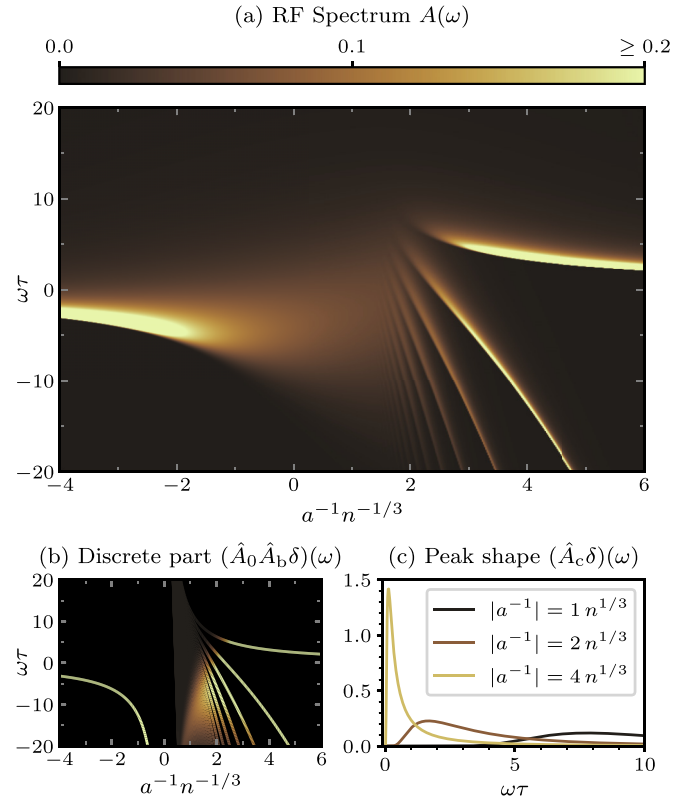 (a) RF Spectrum A(ω)
0.0 0.1 ≥ 0.2
20
10
0
−10
−20
ωτ
−4 −2 0 2 4 6
a⁻¹n⁻¹ᐟ³
(b) Discrete part (Â₀Â_bδ)(ω)
20
10
0
−10
−20
ωτ
−4 −2 0 2 4 6
a⁻¹n⁻¹ᐟ³
(c) Peak shape (Â_cδ)(ω)
1.5
1.0
0.5
0.0
|a⁻¹| = 1 n¹ᐟ³
|a⁻¹| = 2 n¹ᐟ³
|a⁻¹| = 4 n¹ᐟ³
0 5 10
ωτ